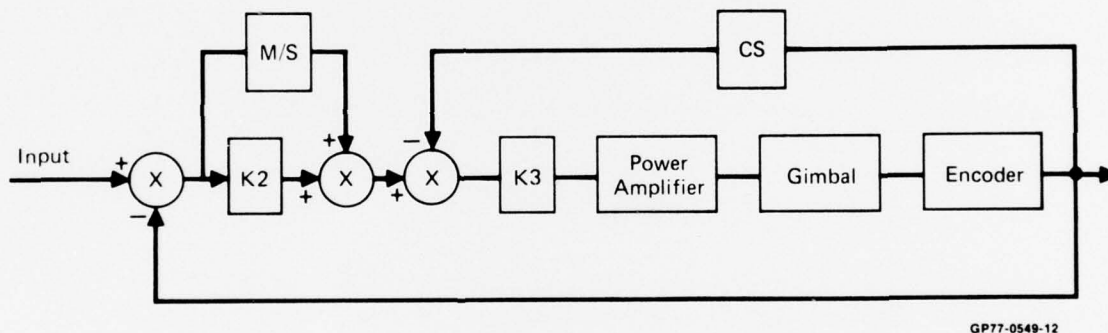 M/S
CS
Input
+
−
X
K2
+
+
X
−
+
X
K3
Power
Amplifier
Gimbal
Encoder
GP77-0549-12